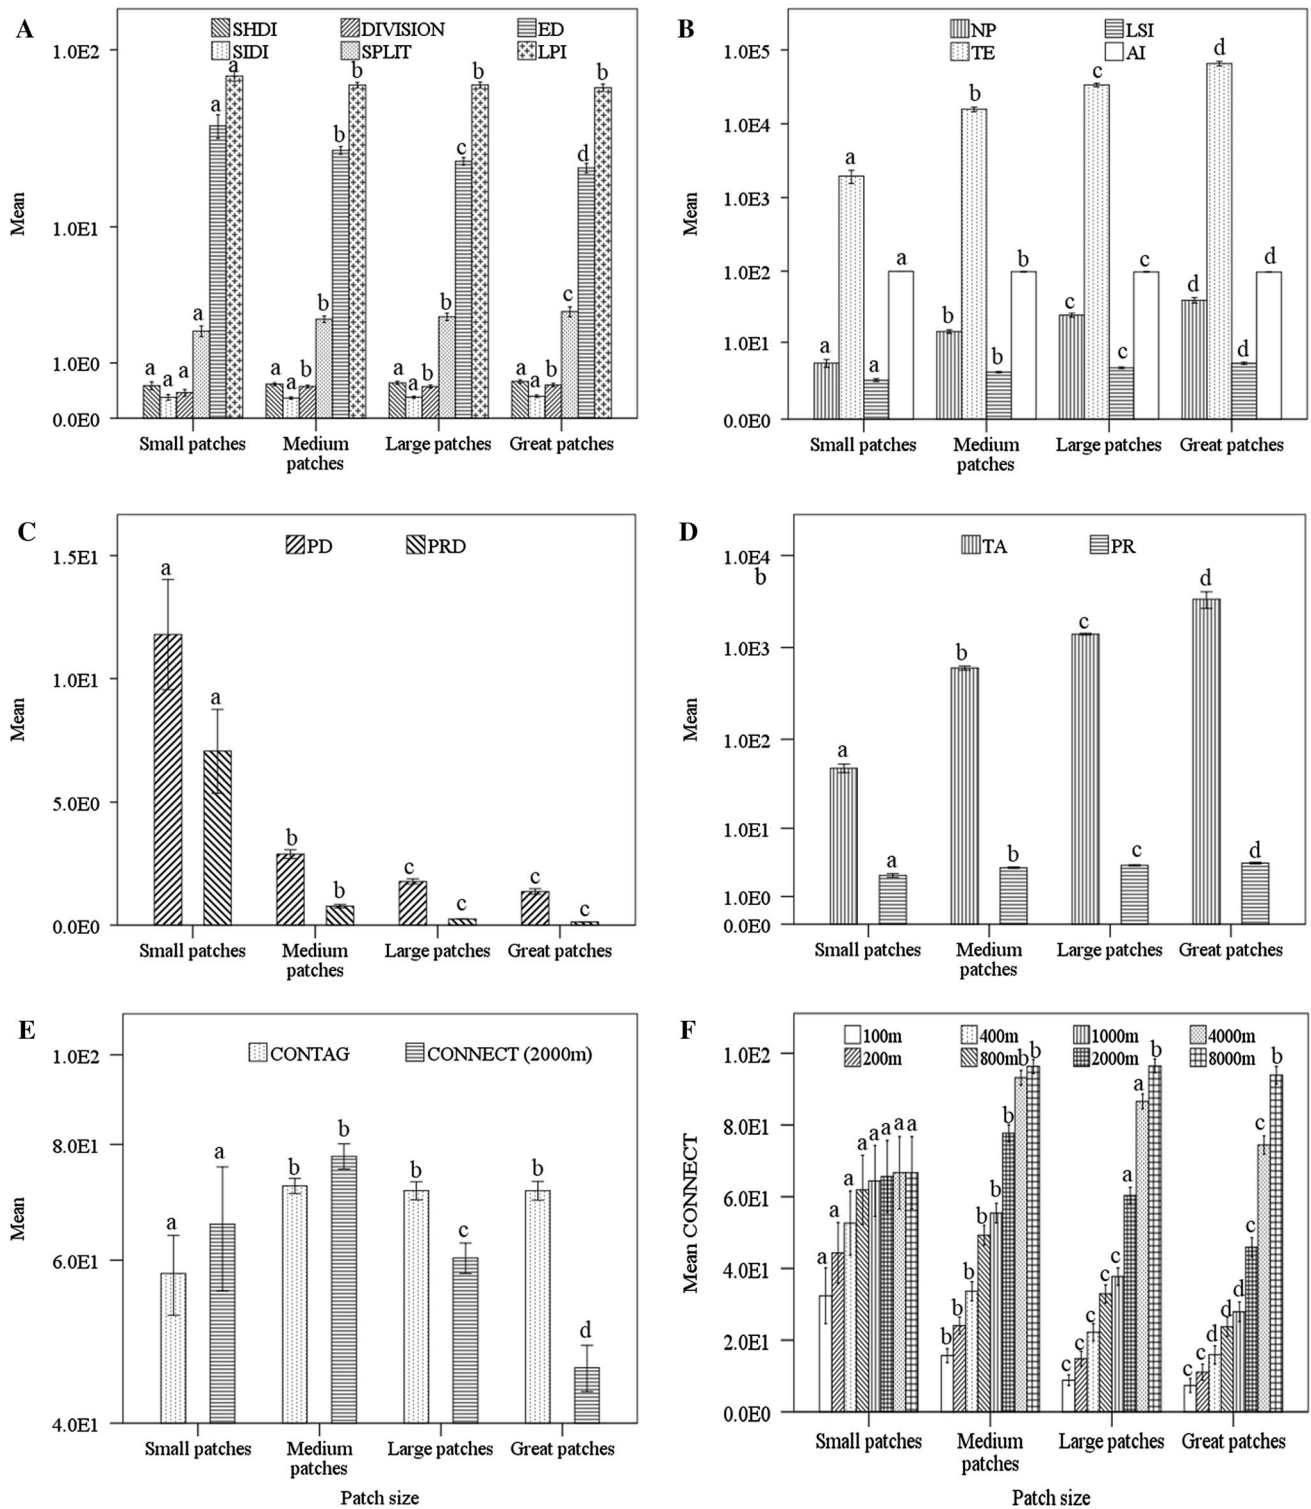 A
SHDI DIVISION ED
SIDI SPLIT LPI
1.0E2
1.0E1
1.0E0
0.0E0
Mean
a a a a a a
b a b b b b
a a b b c b
a a b c d b
Small patches Medium patches Large patches Great patches
B
NP LSI
TE AI
1.0E5
1.0E4
1.0E3
1.0E2
1.0E1
0.0E0
Mean
a a a a
b b b b
c c c c
d d d d
Small patches Medium patches Large patches Great patches
C
PD PRD
1.5E1
1.0E1
5.0E0
0.0E0
Mean
a a
b b
c c
c c
Small patches Medium patches Large patches Great patches
D
TA PR
1.0E4
b
1.0E3
1.0E2
1.0E1
1.0E0
0.0E0
Mean
a a
b b
c c
d d
Small patches Medium patches Large patches Great patches
E
CONTAG CONNECT (2000m)
1.0E2
8.0E1
6.0E1
4.0E1
Mean
a a
b b
b c
b d
Small patches Medium patches Large patches Great patches
Patch size
F
100m 400m 1000m 4000m
200m 800m 2000m 8000m
1.0E2
8.0E1
6.0E1
4.0E1
2.0E1
0.0E0
Mean CONNECT
a a a a a a a a
b b b b b b b b
c c c c c a a b
c c d d d c c b
Small patches Medium patches Large patches Great patches
Patch size